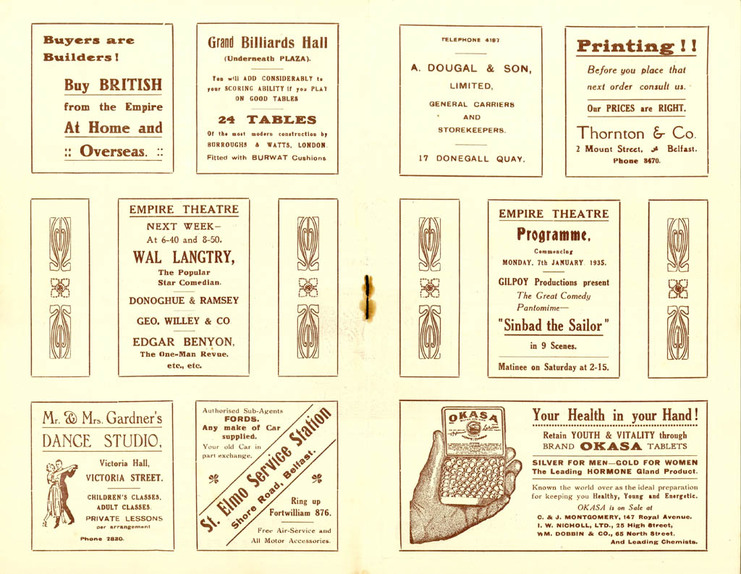 Buyers are
Builders!
Buy BRITISH
from the Empire
At Home and
:: Overseas. ::
Grand Billiards Hall
(Underneath PLAZA).
You will ADD CONSIDERABLY to
your SCORING ABILITY if you PLAY
ON GOOD TABLES
24 TABLES
Of the most modern construction by
BURROUGHS & WATTS, LONDON
Fitted with BURWAT Cushions
TELEPHONE 4197
A. DOUGAL & SON,
LIMITED,
GENERAL CARRIERS
AND
STOREKEEPERS.
17 DONEGALL QUAY.
Printing!!
Before you place that
next order consult us.
Our PRICES are RIGHT.
Thornton & Co.
2 Mount Street, Belfast.
Phone 8470.
EMPIRE THEATRE
NEXT WEEK—
At 6-40 and 8-50.
WAL LANGTRY,
The Popular
Star Comedian.
DONOGHUE & RAMSEY
GEO. WILLEY & CO
EDGAR BENYON,
The One-Man Revue.
etc., etc.
EMPIRE THEATRE
Programme,
Commencing
MONDAY, 7th JANUARY 1935.
GILPOY Productions present
The Great Comedy
Pantomime—
"Sinbad the Sailor"
in 9 Scenes.
Matinee on Saturday at 2-15.
Mr. & Mrs. Gardner's
DANCE STUDIO,
Victoria Hall,
VICTORIA STREET.
CHILDREN'S CLASSES.
ADULT CLASSES.
PRIVATE LESSONS
per arrangement
Phone 2820.
Authorised Sub-Agents
FORDS.
Any make of Car
supplied.
Your old Car in
part exchange.
St. Elmo Service Station
Shore Road, Belfast.
Ring up
Fortwilliam 876.
Free Air-Service and
All Motor Accessories.
OKASA
Your Health in your Hand!
Retain YOUTH & VITALITY through
BRAND OKASA TABLETS
SILVER FOR MEN—GOLD FOR WOMEN
The Leading HORMONE Gland Product.
Known the world over as the ideal preparation
for keeping you Healthy, Young and Energetic.
OKASA is on Sale at
C. & J. MONTGOMERY, 147 Royal Avenue.
I. W. NICHOLL, LTD., 25 High Street,
WM. DOBBIN & CO., 65 North Street.
And Leading Chemists.